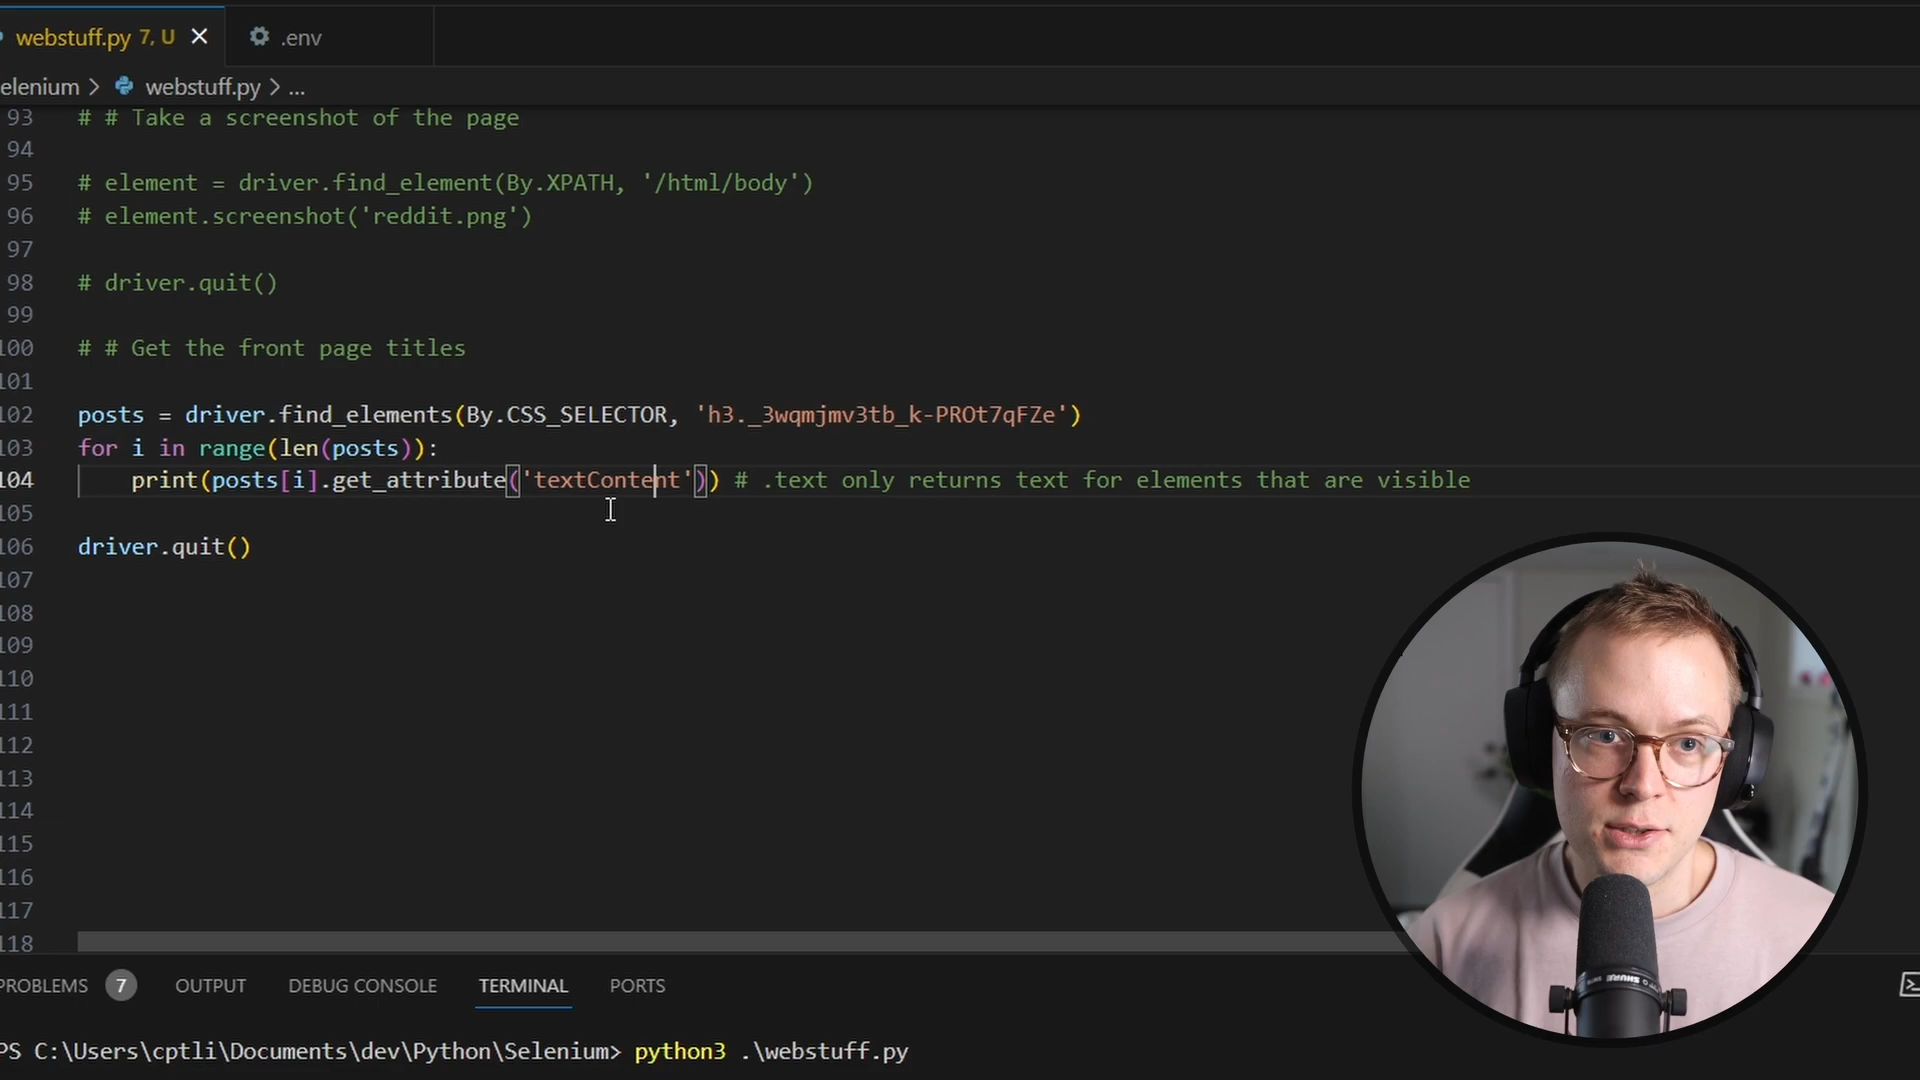 webstuff.py 7, U
.env
elenium > webstuff.py > ...
93 # # Take a screenshot of the page
94
95 # element = driver.find_element(By.XPATH, '/html/body')
96 # element.screenshot('reddit.png')
97
98 # driver.quit()
99
100 # # Get the front page titles
101
102 posts = driver.find_elements(By.CSS_SELECTOR, 'h3._3wqmjmv3tb_k-PROt7qFZe')
103 for i in range(len(posts)):
104 print(posts[i].get_attribute('textContent')) # .text only returns text for elements that are visible
105
106 driver.quit()
107
108
109
110
111
112
113
114
115
116
117
118
PROBLEMS 7 OUTPUT DEBUG CONSOLE TERMINAL PORTS
PS C:\Users\cptli\Documents\dev\Python\Selenium> python3 .\webstuff.py
SHURE